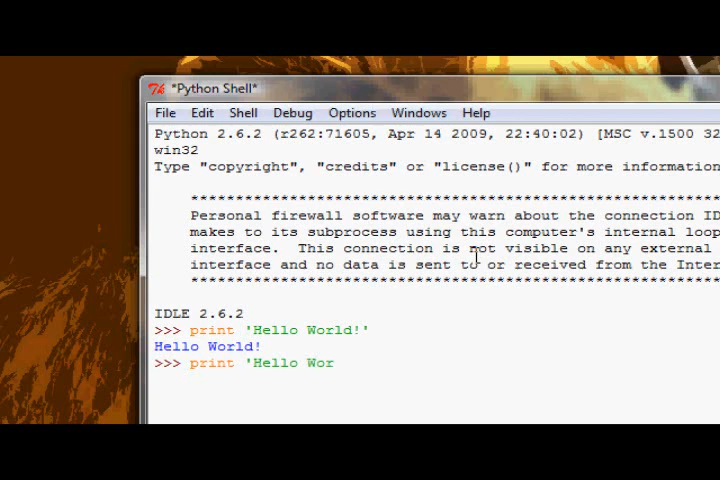 *Python Shell*
File Edit Shell Debug Options Windows Help
Python 2.6.2 (r262:71605, Apr 14 2009, 22:40:02) [MSC v.1500 32
win32
Type "copyright", "credits" or "license()" for more information
****************************************************************
Personal firewall software may warn about the connection ID
makes to its subprocess using this computer's internal loop
interface.  This connection is not visible on any external
interface and no data is sent to or received from the Inter
****************************************************************
IDLE 2.6.2
>>> print 'Hello World!'
Hello World!
>>> print 'Hello Wor